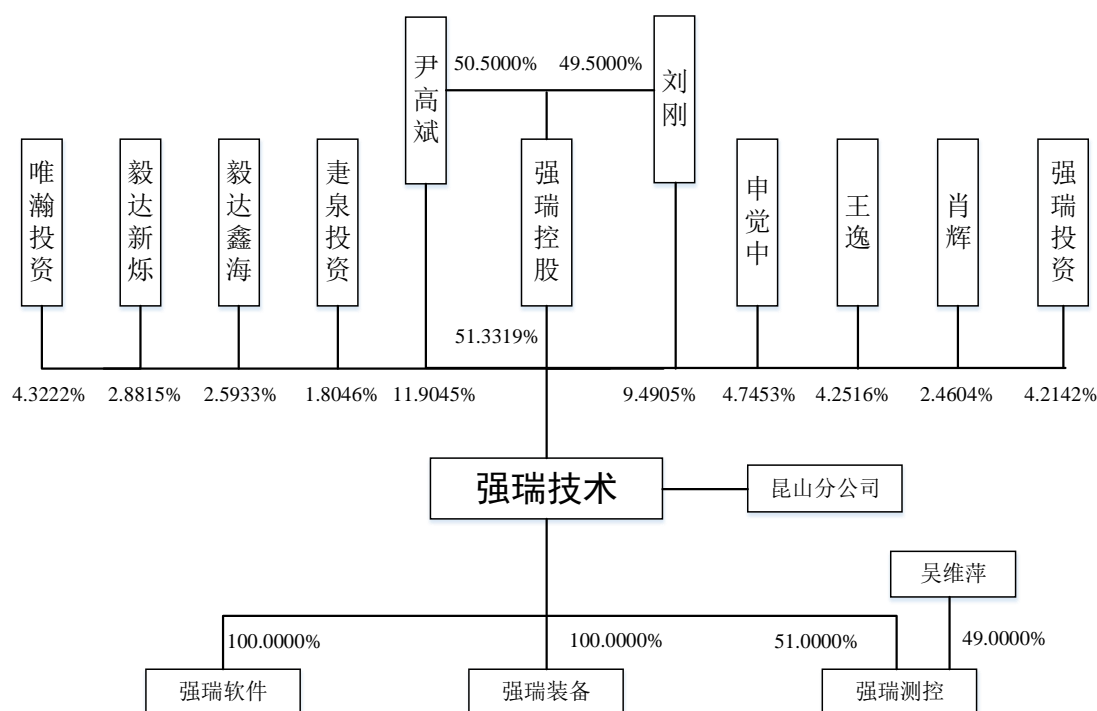 50.5000%
49.5000%
尹高斌
刘刚
唯瀚投资
毅达新烁
毅达鑫海
疌泉投资
强瑞控股
申觉中
王逸
肖辉
强瑞投资
51.3319%
4.3222%
2.8815%
2.5933%
1.8046%
11.9045%
9.4905%
4.7453%
4.2516%
2.4604%
4.2142%
强瑞技术
昆山分公司
吴维萍
100.0000%
100.0000%
51.0000%
49.0000%
强瑞软件
强瑞装备
强瑞测控